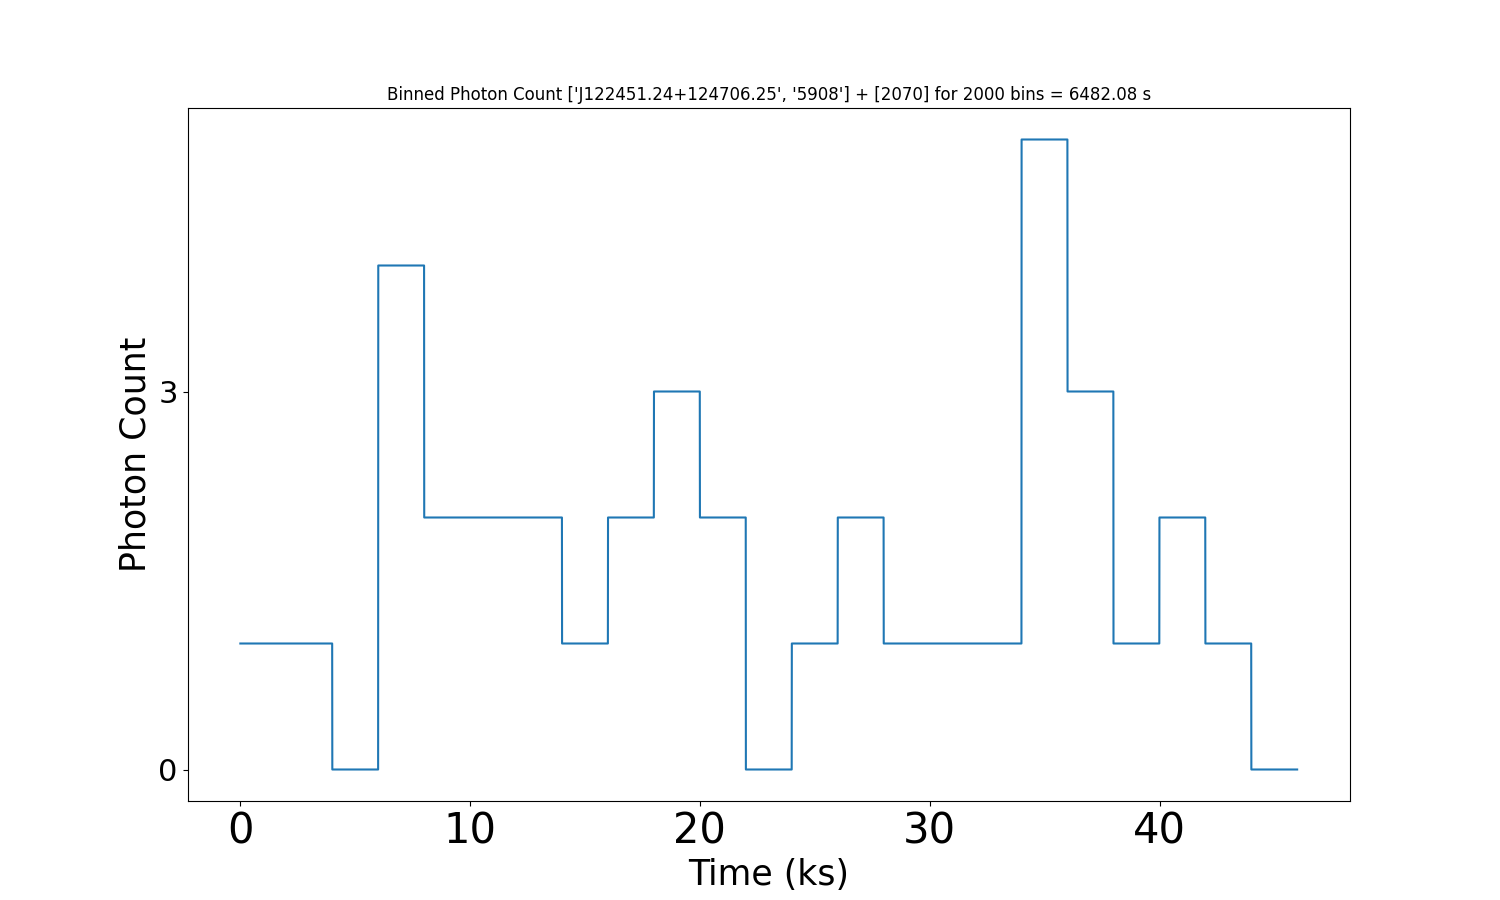 Binned Photon Count ['J122451.24+124706.25', '5908'] + [2070] for 2000 bins = 6482.08 s
Photon Count
3
0
0 10 20 30 40
Time (ks)